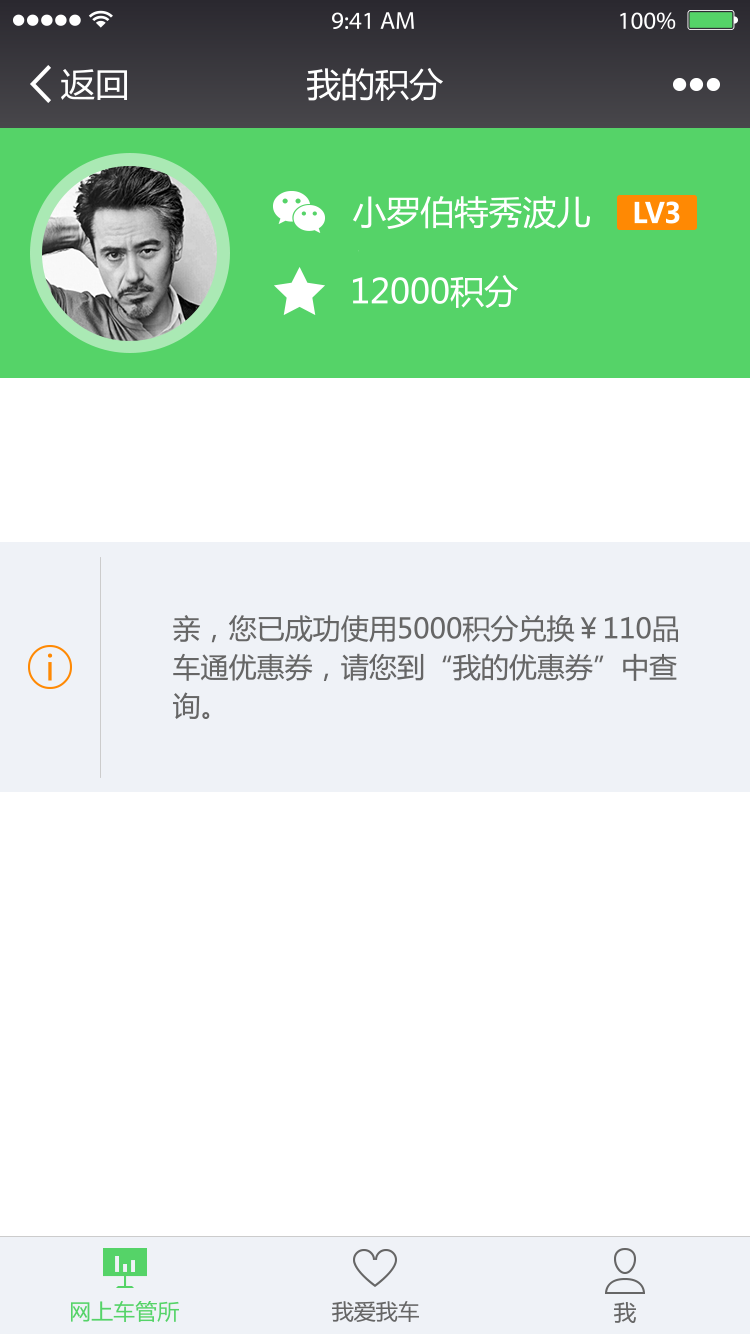 9:41 AM
100%
返回
我的积分
小罗伯特秀波儿
LV3
12000积分
亲，您已成功使用5000积分兑换￥110品
车通优惠券，请您到“我的优惠券”中查
询。
网上车管所
我爱我车
我